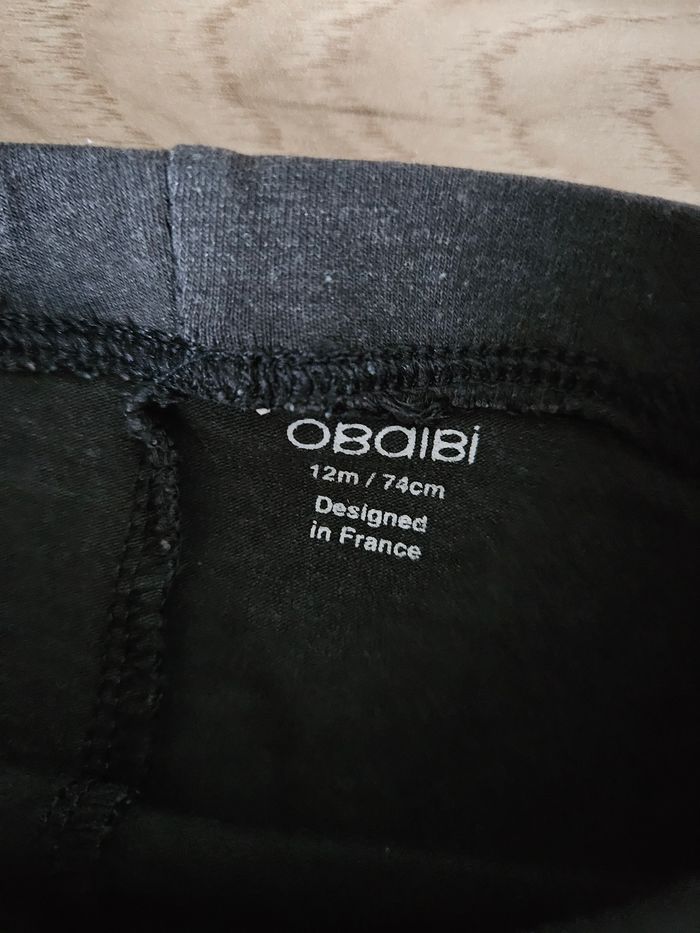 OBaIBi
12m / 74cm
Designed
in France